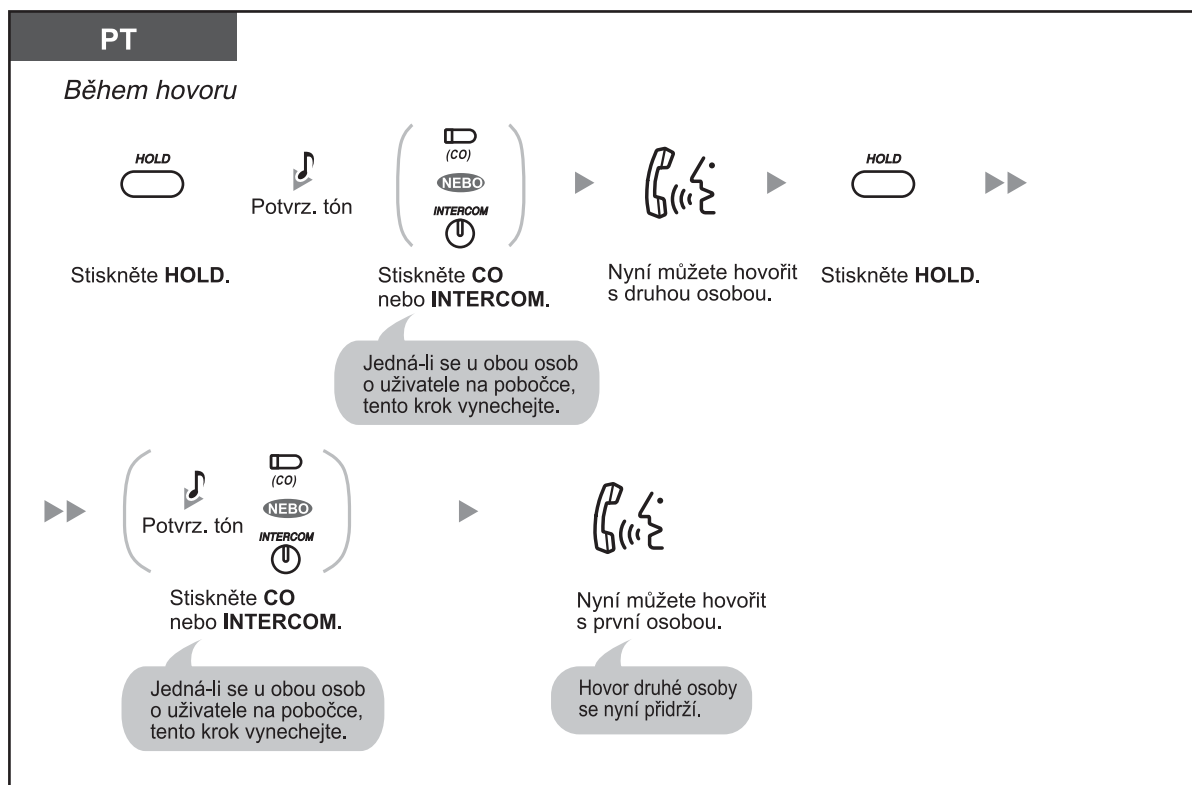 PT
Během hovoru
HOLD
Potvrz. tón
(CO)
NEBO
INTERCOM
HOLD
Stiskněte HOLD.
Stiskněte CO
nebo INTERCOM.
Nyní můžete hovořit
s druhou osobou.
Stiskněte HOLD.
Jedná-li se u obou osob
o uživatele na pobočce,
tento krok vynechejte.
Potvrz. tón
(CO)
NEBO
INTERCOM
Stiskněte CO
nebo INTERCOM.
Nyní můžete hovořit
s první osobou.
Jedná-li se u obou osob
o uživatele na pobočce,
tento krok vynechejte.
Hovor druhé osoby
se nyní přidrží.